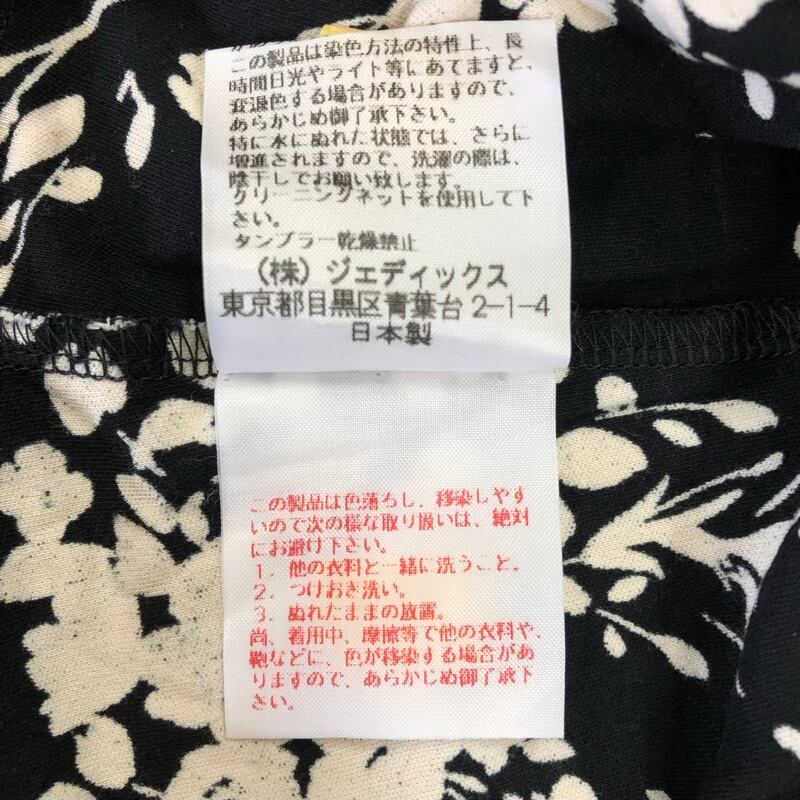 この製品は染色方法の特性上、長
時間日光やライト等にあてますと、
衰退色する場合がありますので、
あらかじめ御了承下さい。
特に水にぬれた状態では、さらに
増進されますので、洗濯の際は、
陰干しでお願い致します。
クリーニングネットを使用して下
さい。
タンブラー乾燥禁止
(株)ジェディックス
東京都目黒区青葉台2-1-4
日本製
この製品は色落ちし、移染しやす
いので次の様な取り扱いは、絶対
にお避け下さい。
1. 他の衣料と一緒に洗うこと。
2. つけおき洗い。
3. ぬれたままの放置。
尚、着用中、摩擦等で他の衣料や、
鞄などに、色が移染する場合があ
りますので、あらかじめ御了承下
さい。